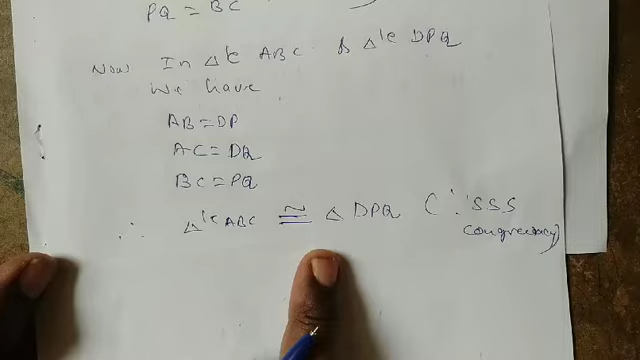 PQ = BC
Now In Δle ABC & Δle DPQ
We have
AB = DP
AC = DQ
BC = PQ
∴ Δle ABC ≅ Δ DPQ (∵ SSS
congruency)